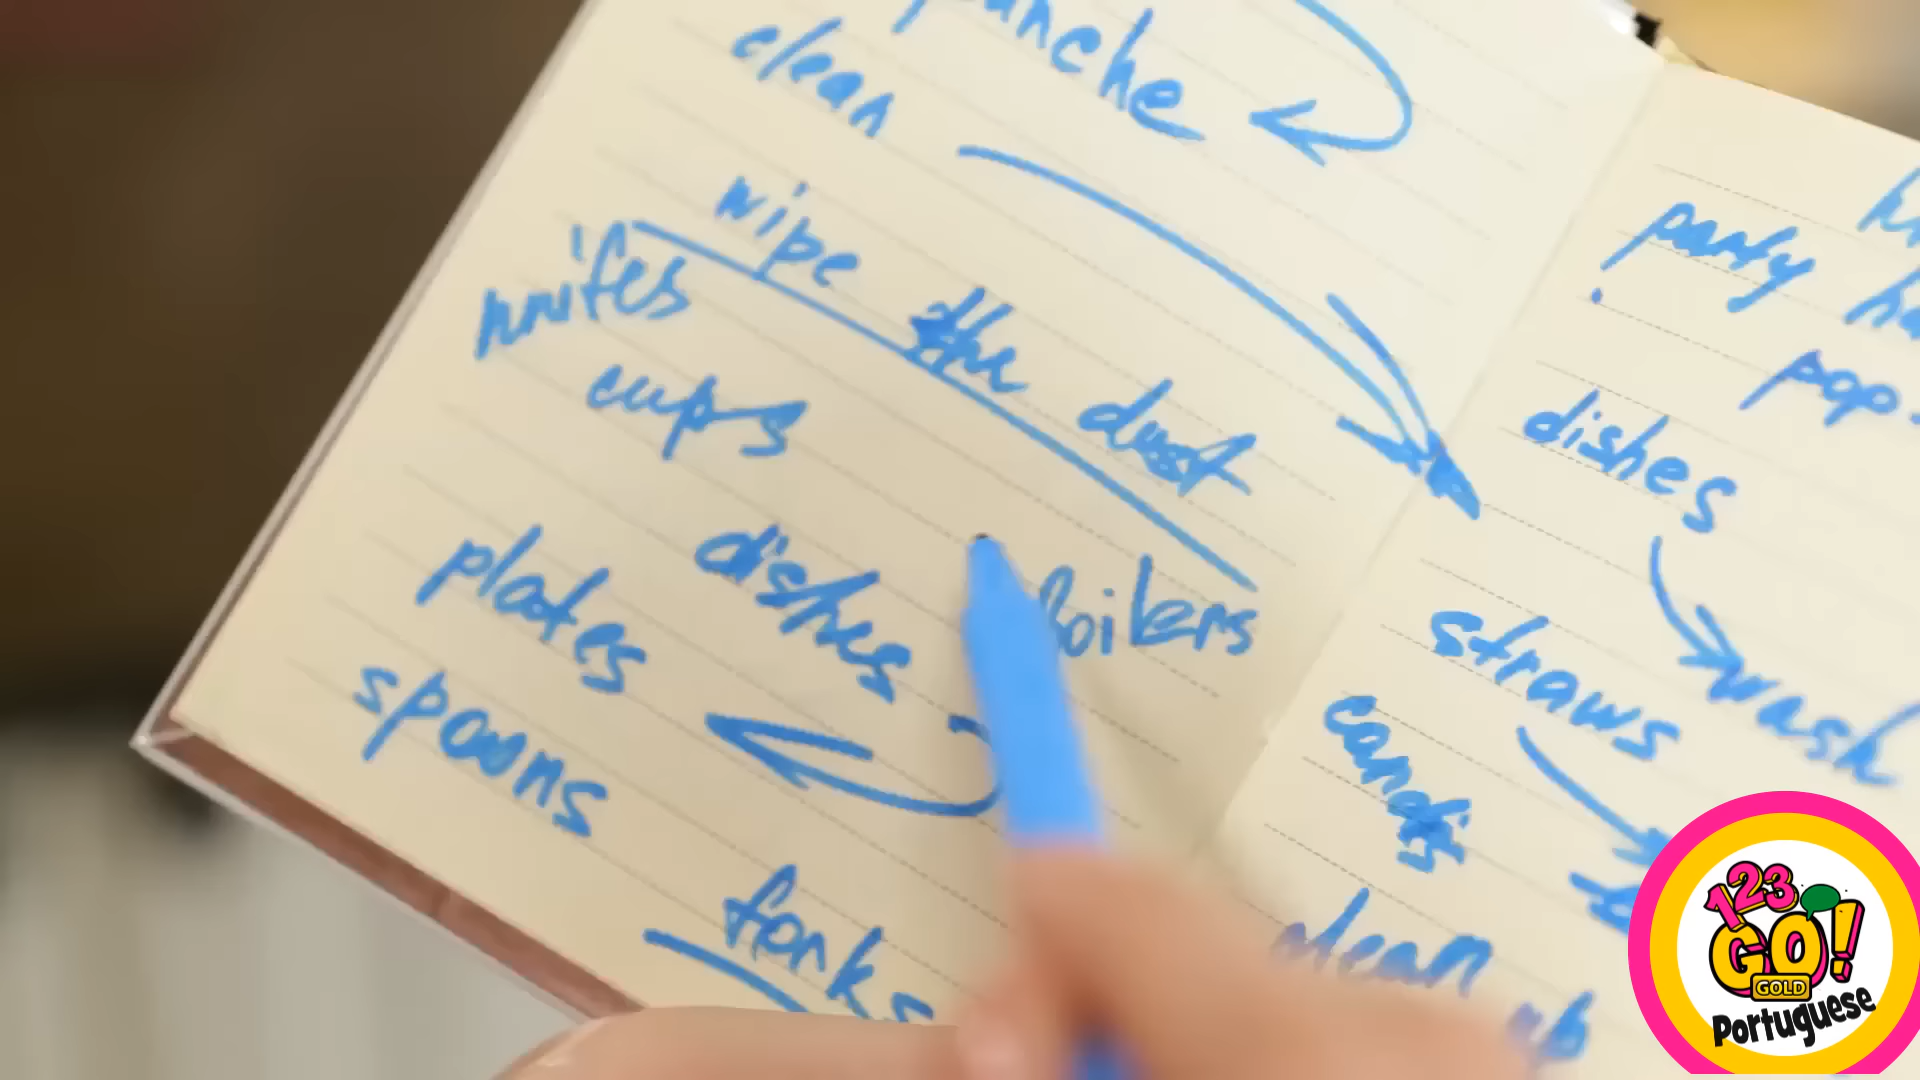 clean
wipe the dust
knifes
cups
boilers
dishes
plates
spoons
forks
party
pop-
dishes
wash
straws
clean
123
GO!
GOLD
Portuguese